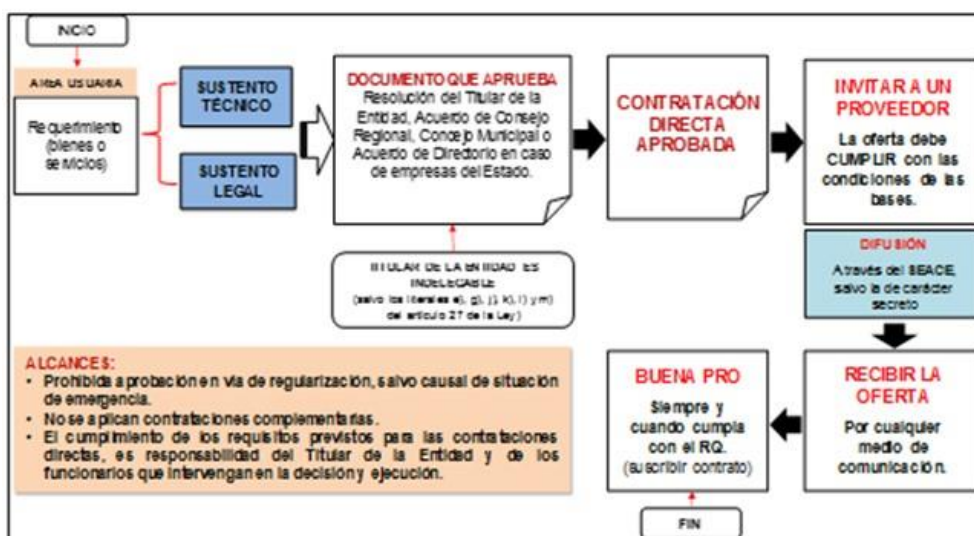 INICIO
ÁREA USUARIA
Requerimiento
(bienes o
servicios)
SUSTENTO
TÉCNICO
SUSTENTO
LEGAL
DOCUMENTO QUE APRUEBA
Resolución del Titular de la
Entidad, Acuerdo de Consejo
Regional, Concejo Municipal o
Acuerdo de Directorio en caso
de empresas del Estado.
TITULAR DE LA ENTIDAD ES
INDELEGABLE
(salvo los literales e), g), j), k), l) y m)
del artículo 27 de la Ley)
CONTRATACIÓN
DIRECTA
APROBADA
INVITAR A UN
PROVEEDOR
La oferta debe
CUMPLIR con las
condiciones de las
bases.
DIFUSIÓN
A través del SEACE,
salvo la de carácter
secreto
RECIBIR LA
OFERTA
Por cualquier
medio de
comunicación.
BUENA PRO
Siempre y
cuando cumpla
con el RQ.
(suscribir contrato)
FIN
ALCANCES:
• Prohibida aprobación en vía de regularización, salvo causal de situación
de emergencia.
• No se aplican contrataciones complementarias.
• El cumplimiento de los requisitos previstos para las contrataciones
directas, es responsabilidad del Titular de la Entidad y de los
funcionarios que intervengan en la decisión y ejecución.